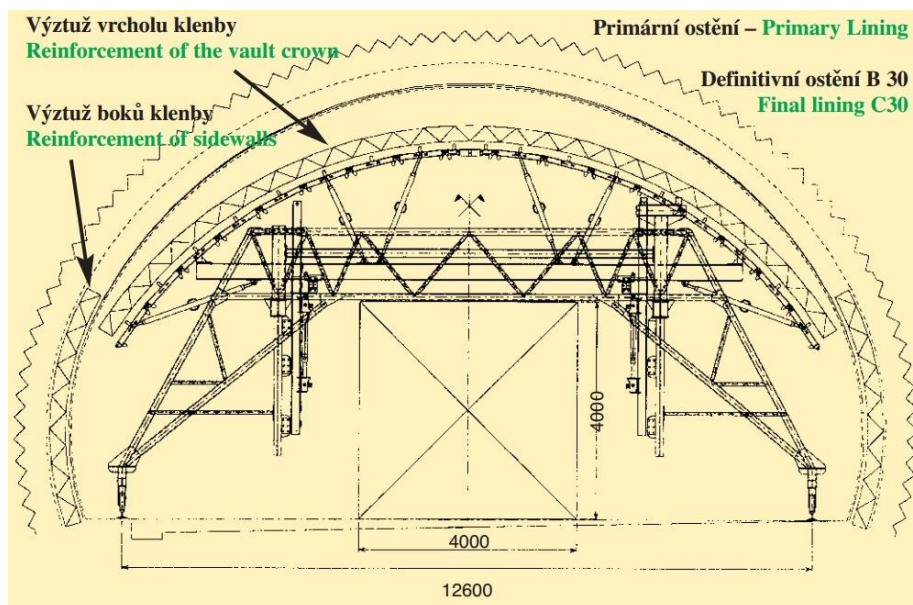 Výztuž vrcholu klenby
Reinforcement of the vault crown
Výztuž boků klenby
Reinforcement of sidewalls
Primární ostění – Primary Lining
Definitivní ostění B 30
Final lining C30
4000
4000
12600